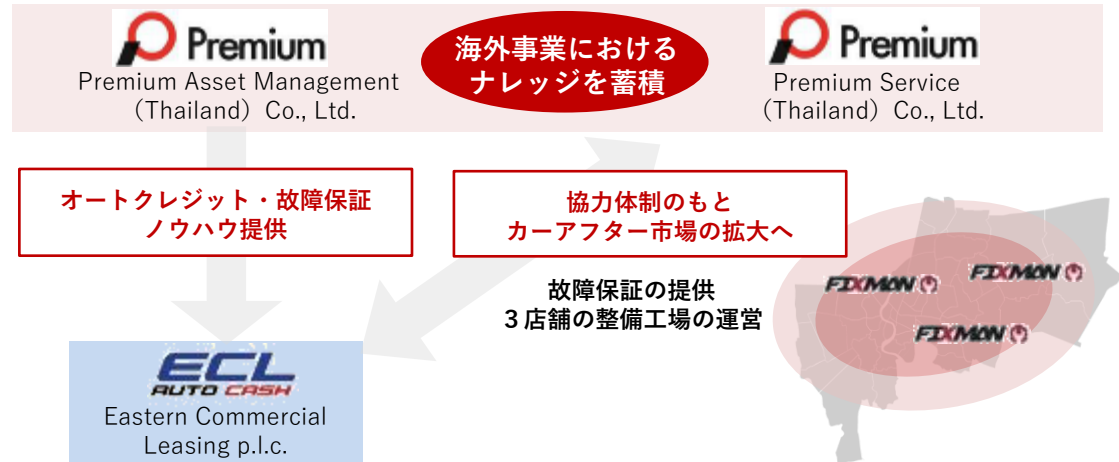 Premium
Premium Asset Management
（Thailand）Co., Ltd.
海外事業における
ナレッジを蓄積
Premium
Premium Service
（Thailand）Co., Ltd.
オートクレジット・故障保証
ノウハウ提供
協力体制のもと
カーアフター市場の拡大へ
故障保証の提供
３店舗の整備工場の運営
FIXMAN
FIXMAN
FIXMAN
ECL
AUTO CASH
Eastern Commercial
Leasing p.l.c.